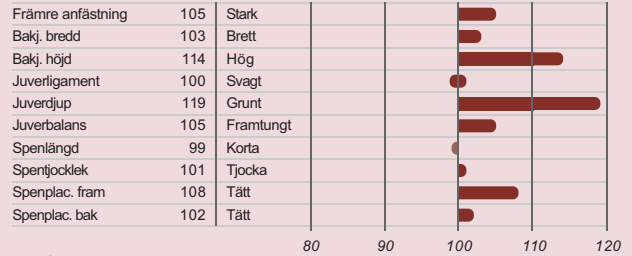 Främre anfästning 105 Stark
Bakj. bredd 103 Brett
Bakj. höjd 114 Hög
Juverligament 100 Svagt
Juverdjup 119 Grunt
Juverbalans 105 Framtungt
Spenlängd 99 Korta
Spentjocklek 101 Tjocka
Spenplac. fram 108 Tätt
Spenplac. bak 102 Tätt
80 90 100 110 120